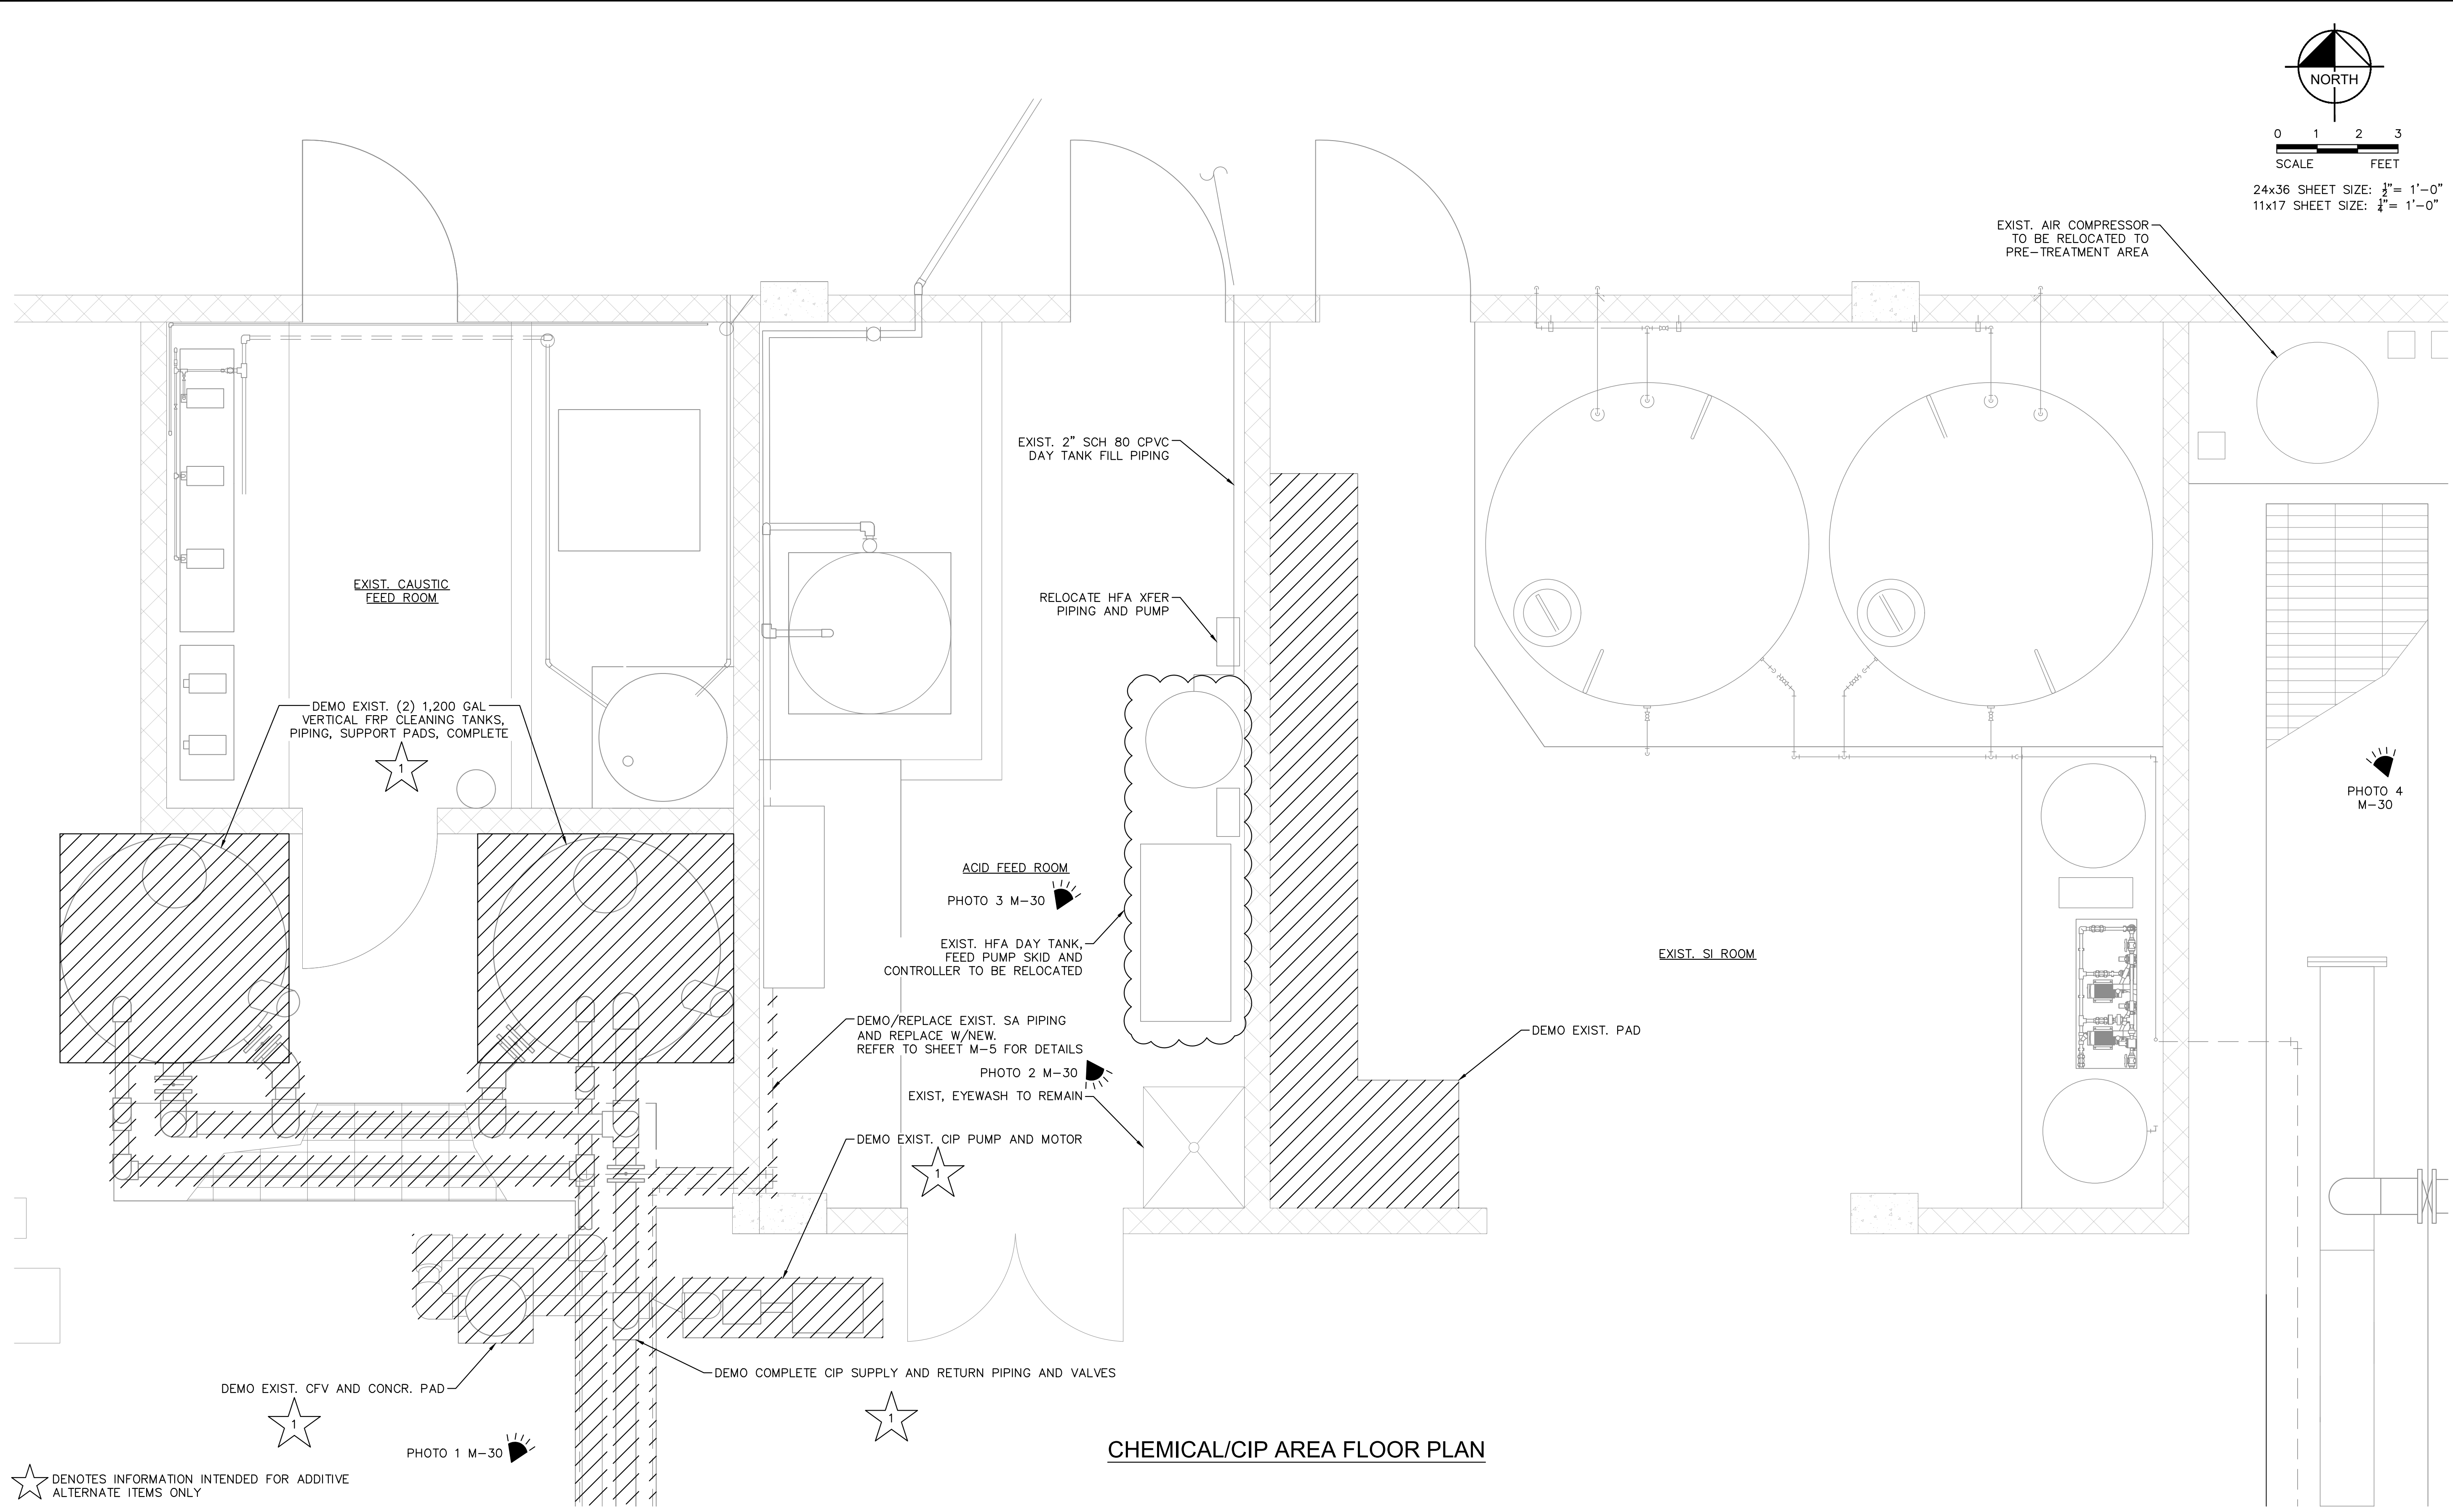 NORTH
0 1 2 3
SCALE FEET
24x36 SHEET SIZE: 1/2"= 1'-0"
11x17 SHEET SIZE: 1/4"= 1'-0"
EXIST. AIR COMPRESSOR
TO BE RELOCATED TO
PRE-TREATMENT AREA
EXIST. 2" SCH 80 CPVC
DAY TANK FILL PIPING
EXIST. CAUSTIC
FEED ROOM
RELOCATE HFA XFER
PIPING AND PUMP
DEMO EXIST. (2) 1,200 GAL
VERTICAL FRP CLEANING TANKS,
PIPING, SUPPORT PADS, COMPLETE
1
PHOTO 4
M-30
ACID FEED ROOM
PHOTO 3 M-30
EXIST. HFA DAY TANK,
FEED PUMP SKID AND
CONTROLLER TO BE RELOCATED
EXIST. SI ROOM
DEMO/REPLACE EXIST. SA PIPING
AND REPLACE W/NEW.
REFER TO SHEET M-5 FOR DETAILS
DEMO EXIST. PAD
PHOTO 2 M-30
EXIST, EYEWASH TO REMAIN
DEMO EXIST. CIP PUMP AND MOTOR
1
DEMO COMPLETE CIP SUPPLY AND RETURN PIPING AND VALVES
1
DEMO EXIST. CFV AND CONCR. PAD
1
PHOTO 1 M-30
CHEMICAL/CIP AREA FLOOR PLAN
DENOTES INFORMATION INTENDED FOR ADDITIVE
ALTERNATE ITEMS ONLY